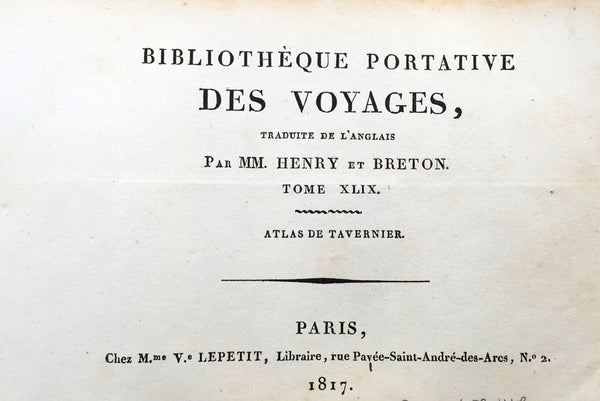 BIBLIOTHÈQUE PORTATIVE
DES VOYAGES,
TRADUITE DE L'ANGLAIS
PAR MM. HENRY ET BRETON.
TOME XLIX.
ATLAS DE TAVERNIER.
PARIS,
Chez M.me V.e LEPETIT, Libraire, rue Pavée-Saint-André-des-Arcs, N.o 2.
1817.